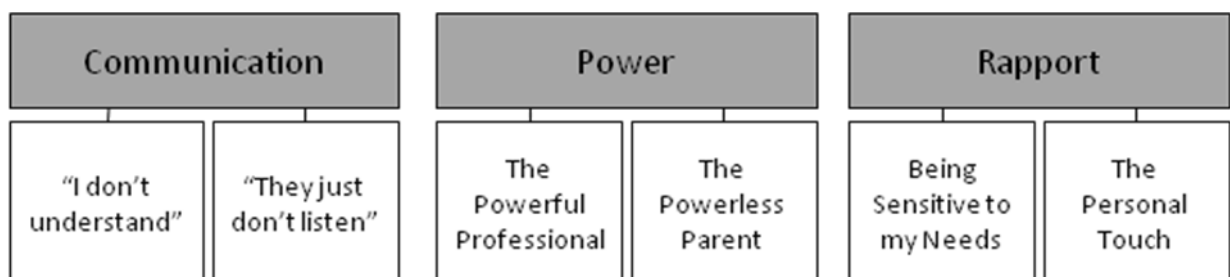 Communication
Power
Rapport
“I don’t
understand”
“They just
don’t listen”
The
Powerful
Professional
The
Powerless
Parent
Being
Sensitive to
my Needs
The
Personal
Touch